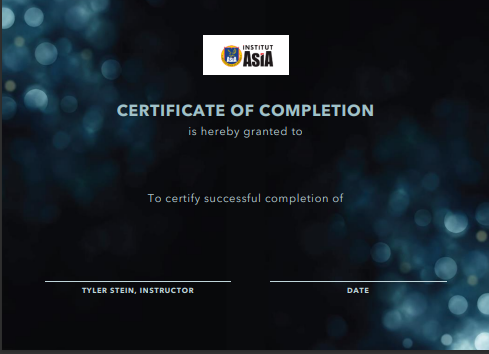 INSTITUT
ASiA
CERTIFICATE OF COMPLETION
is hereby granted to
To certify successful completion of
TYLER STEIN, INSTRUCTOR
DATE